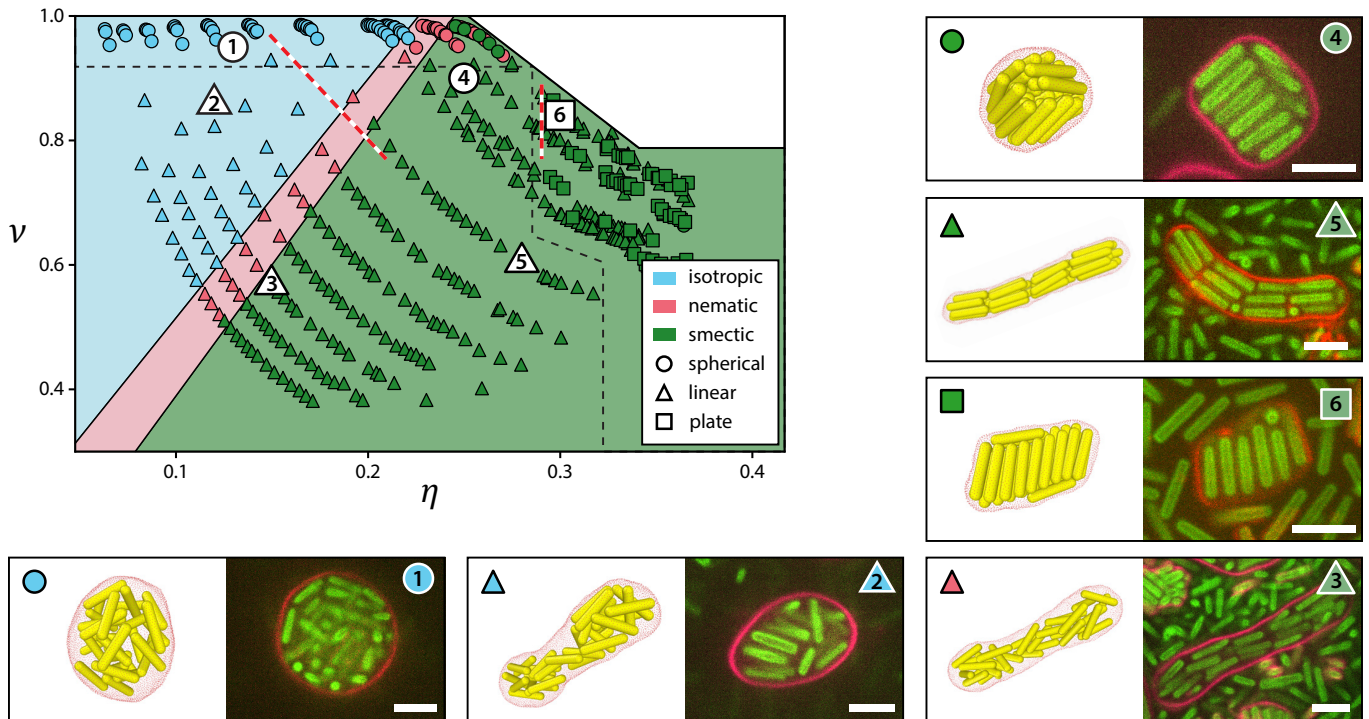 1.0
0.8
0.6
0.4
ν
0.1
0.2
0.3
0.4
η
1
2
3
4
5
6
isotropic
nematic
smectic
spherical
linear
plate
4
5
6
1
2
3